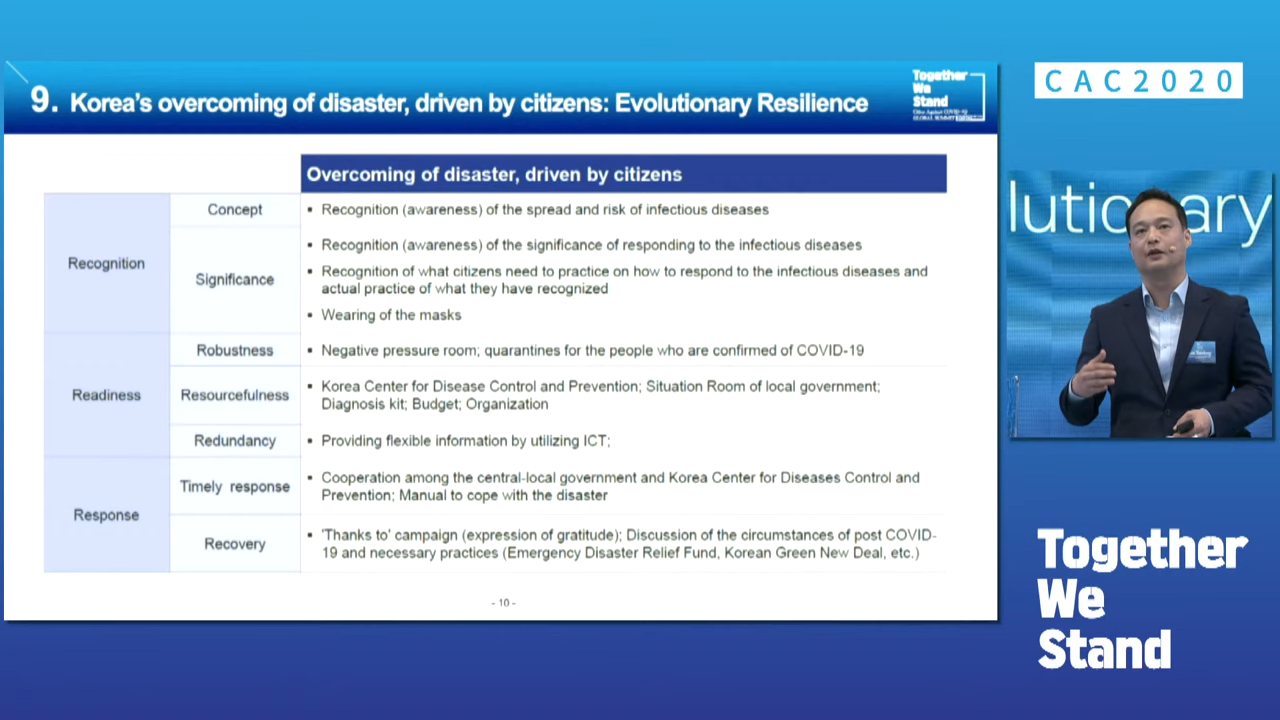 CAC2020
9. Korea's overcoming of disaster, driven by citizens: Evolutionary Resilience
Together
We
Stand
Overcoming of disaster, driven by citizens
Recognition
Concept
▪ Recognition (awareness) of the spread and risk of infectious diseases
Significance
▪ Recognition (awareness) of the significance of responding to the infectious diseases
▪ Recognition of what citizens need to practice on how to respond to the infectious diseases and
actual practice of what they have recognized
▪ Wearing of the masks
Readiness
Robustness
▪ Negative pressure room; quarantines for the people who are confirmed of COVID-19
Resourcefulness
▪ Korea Center for Disease Control and Prevention; Situation Room of local government;
Diagnosis kit; Budget; Organization
Redundancy
▪ Providing flexible information by utilizing ICT;
Response
Timely response
▪ Cooperation among the central-local government and Korea Center for Diseases Control and
Prevention; Manual to cope with the disaster
Recovery
▪ 'Thanks to' campaign (expression of gratitude); Discussion of the circumstances of post COVID-
19 and necessary practices (Emergency Disaster Relief Fund, Korean Green New Deal, etc.)
- 10 -
Together
We
Stand